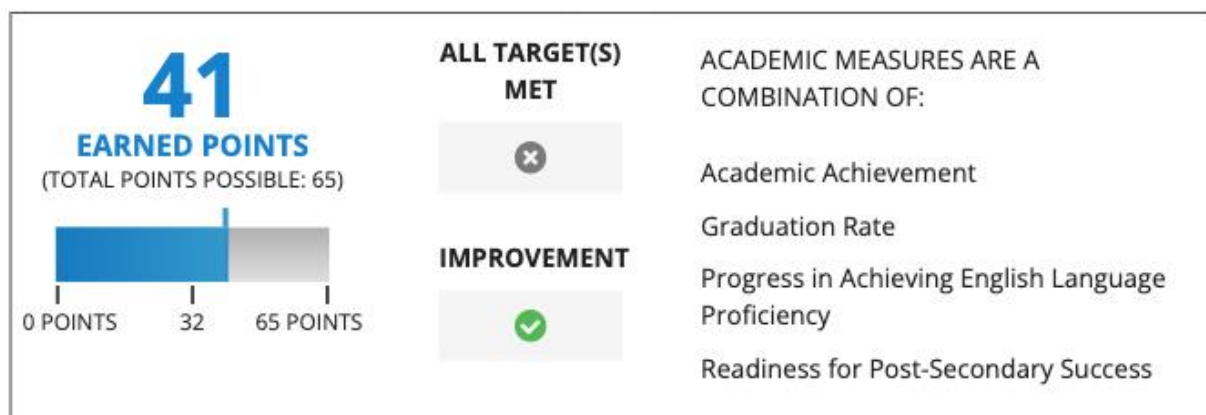 41
EARNED POINTS
(TOTAL POINTS POSSIBLE: 65)
0 POINTS 32 65 POINTS
ALL TARGET(S)
MET
IMPROVEMENT
ACADEMIC MEASURES ARE A
COMBINATION OF:
Academic Achievement
Graduation Rate
Progress in Achieving English Language
Proficiency
Readiness for Post-Secondary Success